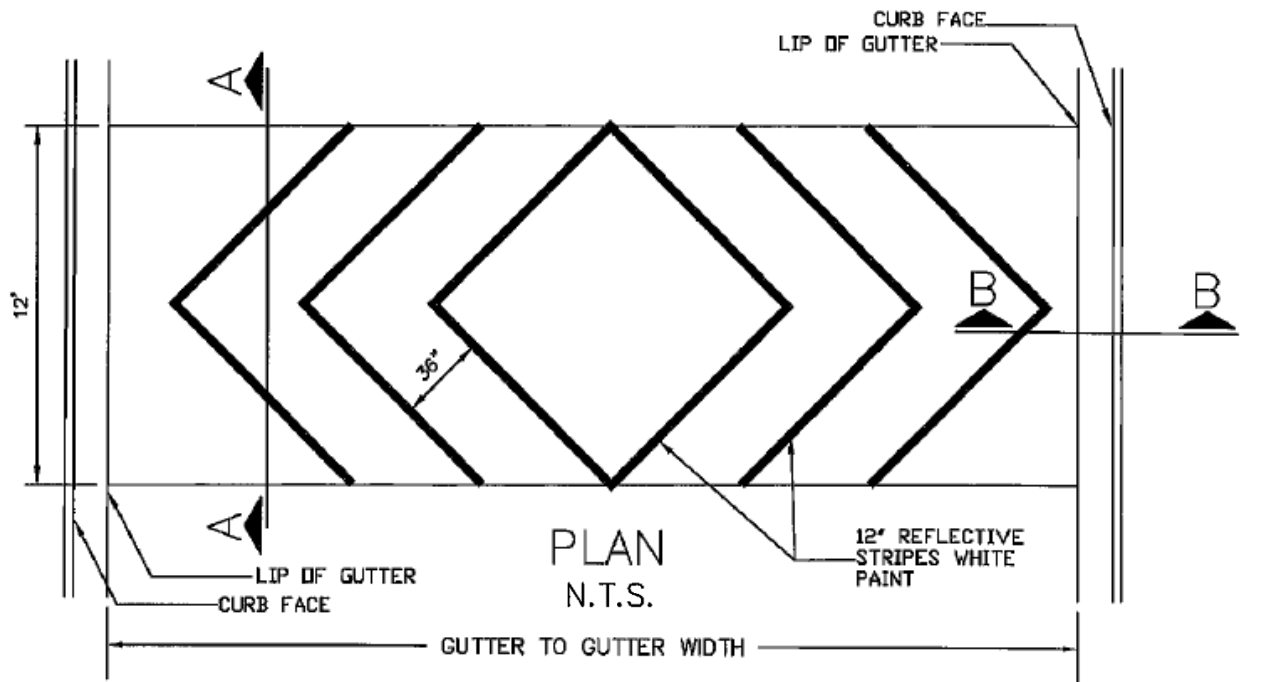 CURB FACE
LIP OF GUTTER
A
12'
B
B
36"
A
PLAN
N.T.S.
12" REFLECTIVE
STRIPES WHITE
PAINT
LIP OF GUTTER
CURB FACE
GUTTER TO GUTTER WIDTH